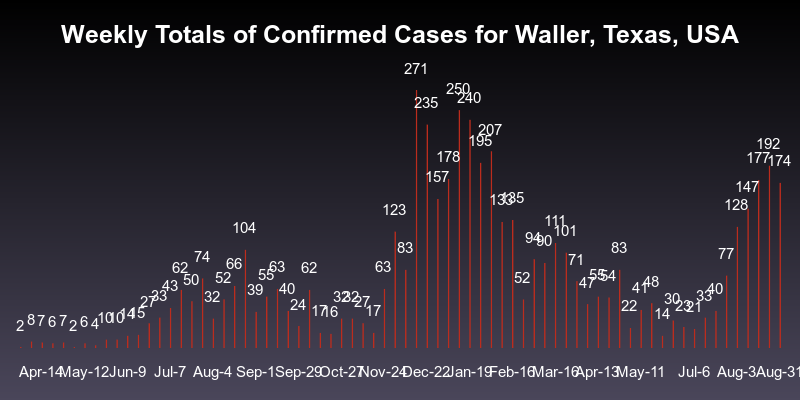 Weekly Totals of Confirmed Cases for Waller, Texas, USA
2 8 7 6 7 2 6 4 10 10 14 15 27 33 43 62 50 74 32 52 66 104 39 55 63 40 24 62 17 16 32 32 27 17 63 123 83 271 235 157 178 250 240 195 207 133 135 52 94 90 111 101 71 47 55 54 83 22 41 48 14 30 23 21 33 40 77 128 147 177 192 174
Apr-14 May-12 Jun-9 Jul-7 Aug-4 Sep-1 Sep-29 Oct-27 Nov-24 Dec-22 Jan-19 Feb-16 Mar-16 Apr-13 May-11 Jul-6 Aug-3 Aug-31